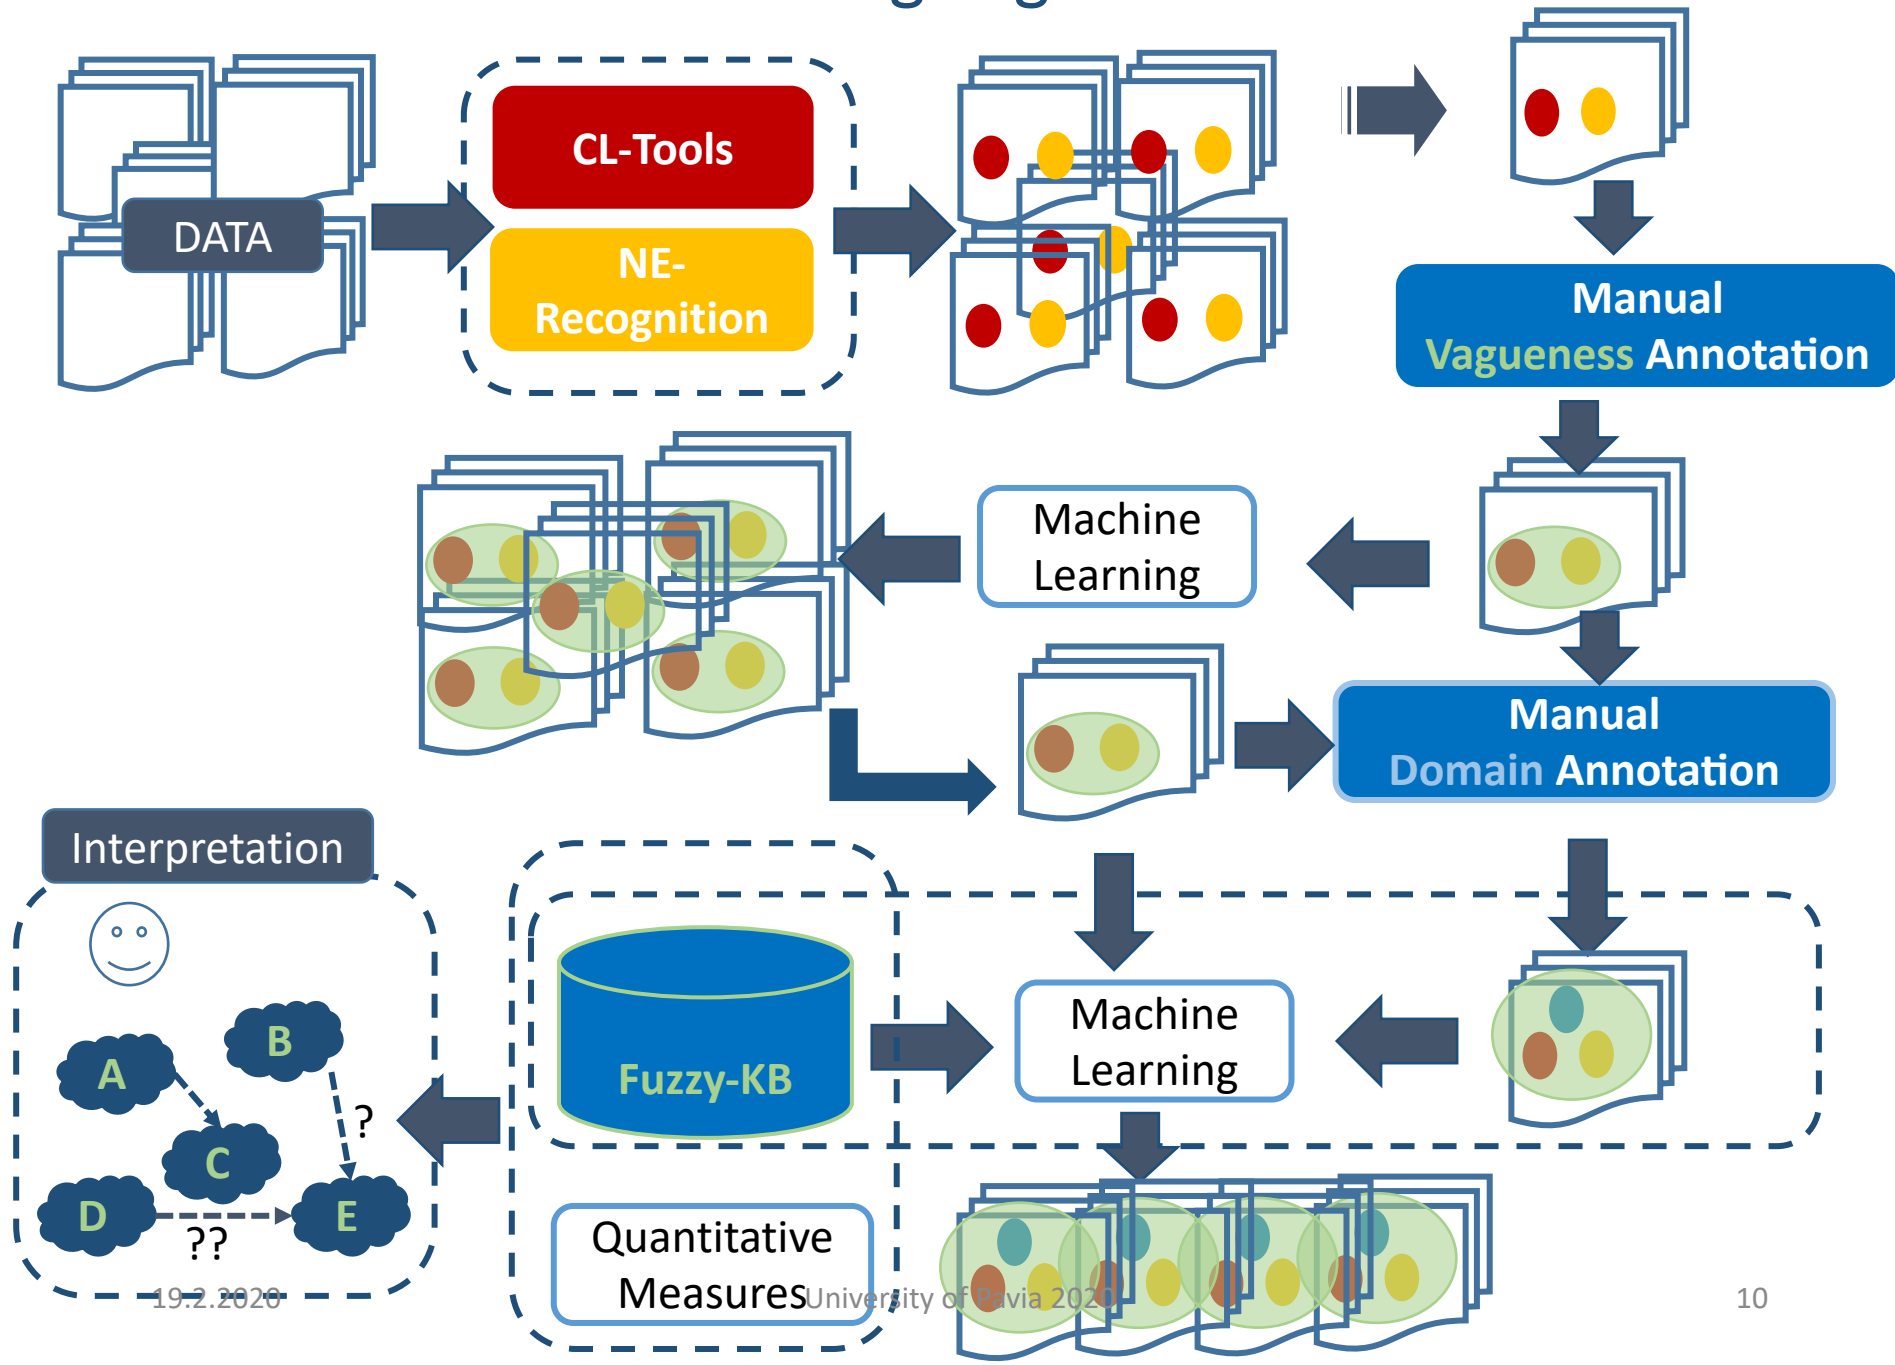 DATA
CL-Tools
NE-
Recognition
Manual
Vagueness Annotation
Machine
Learning
Manual
Domain Annotation
Interpretation
A
B
?
C
D
??
E
Fuzzy-KB
Machine
Learning
Quantitative
Measures
19.2.2020
University of Pavia 2020
10